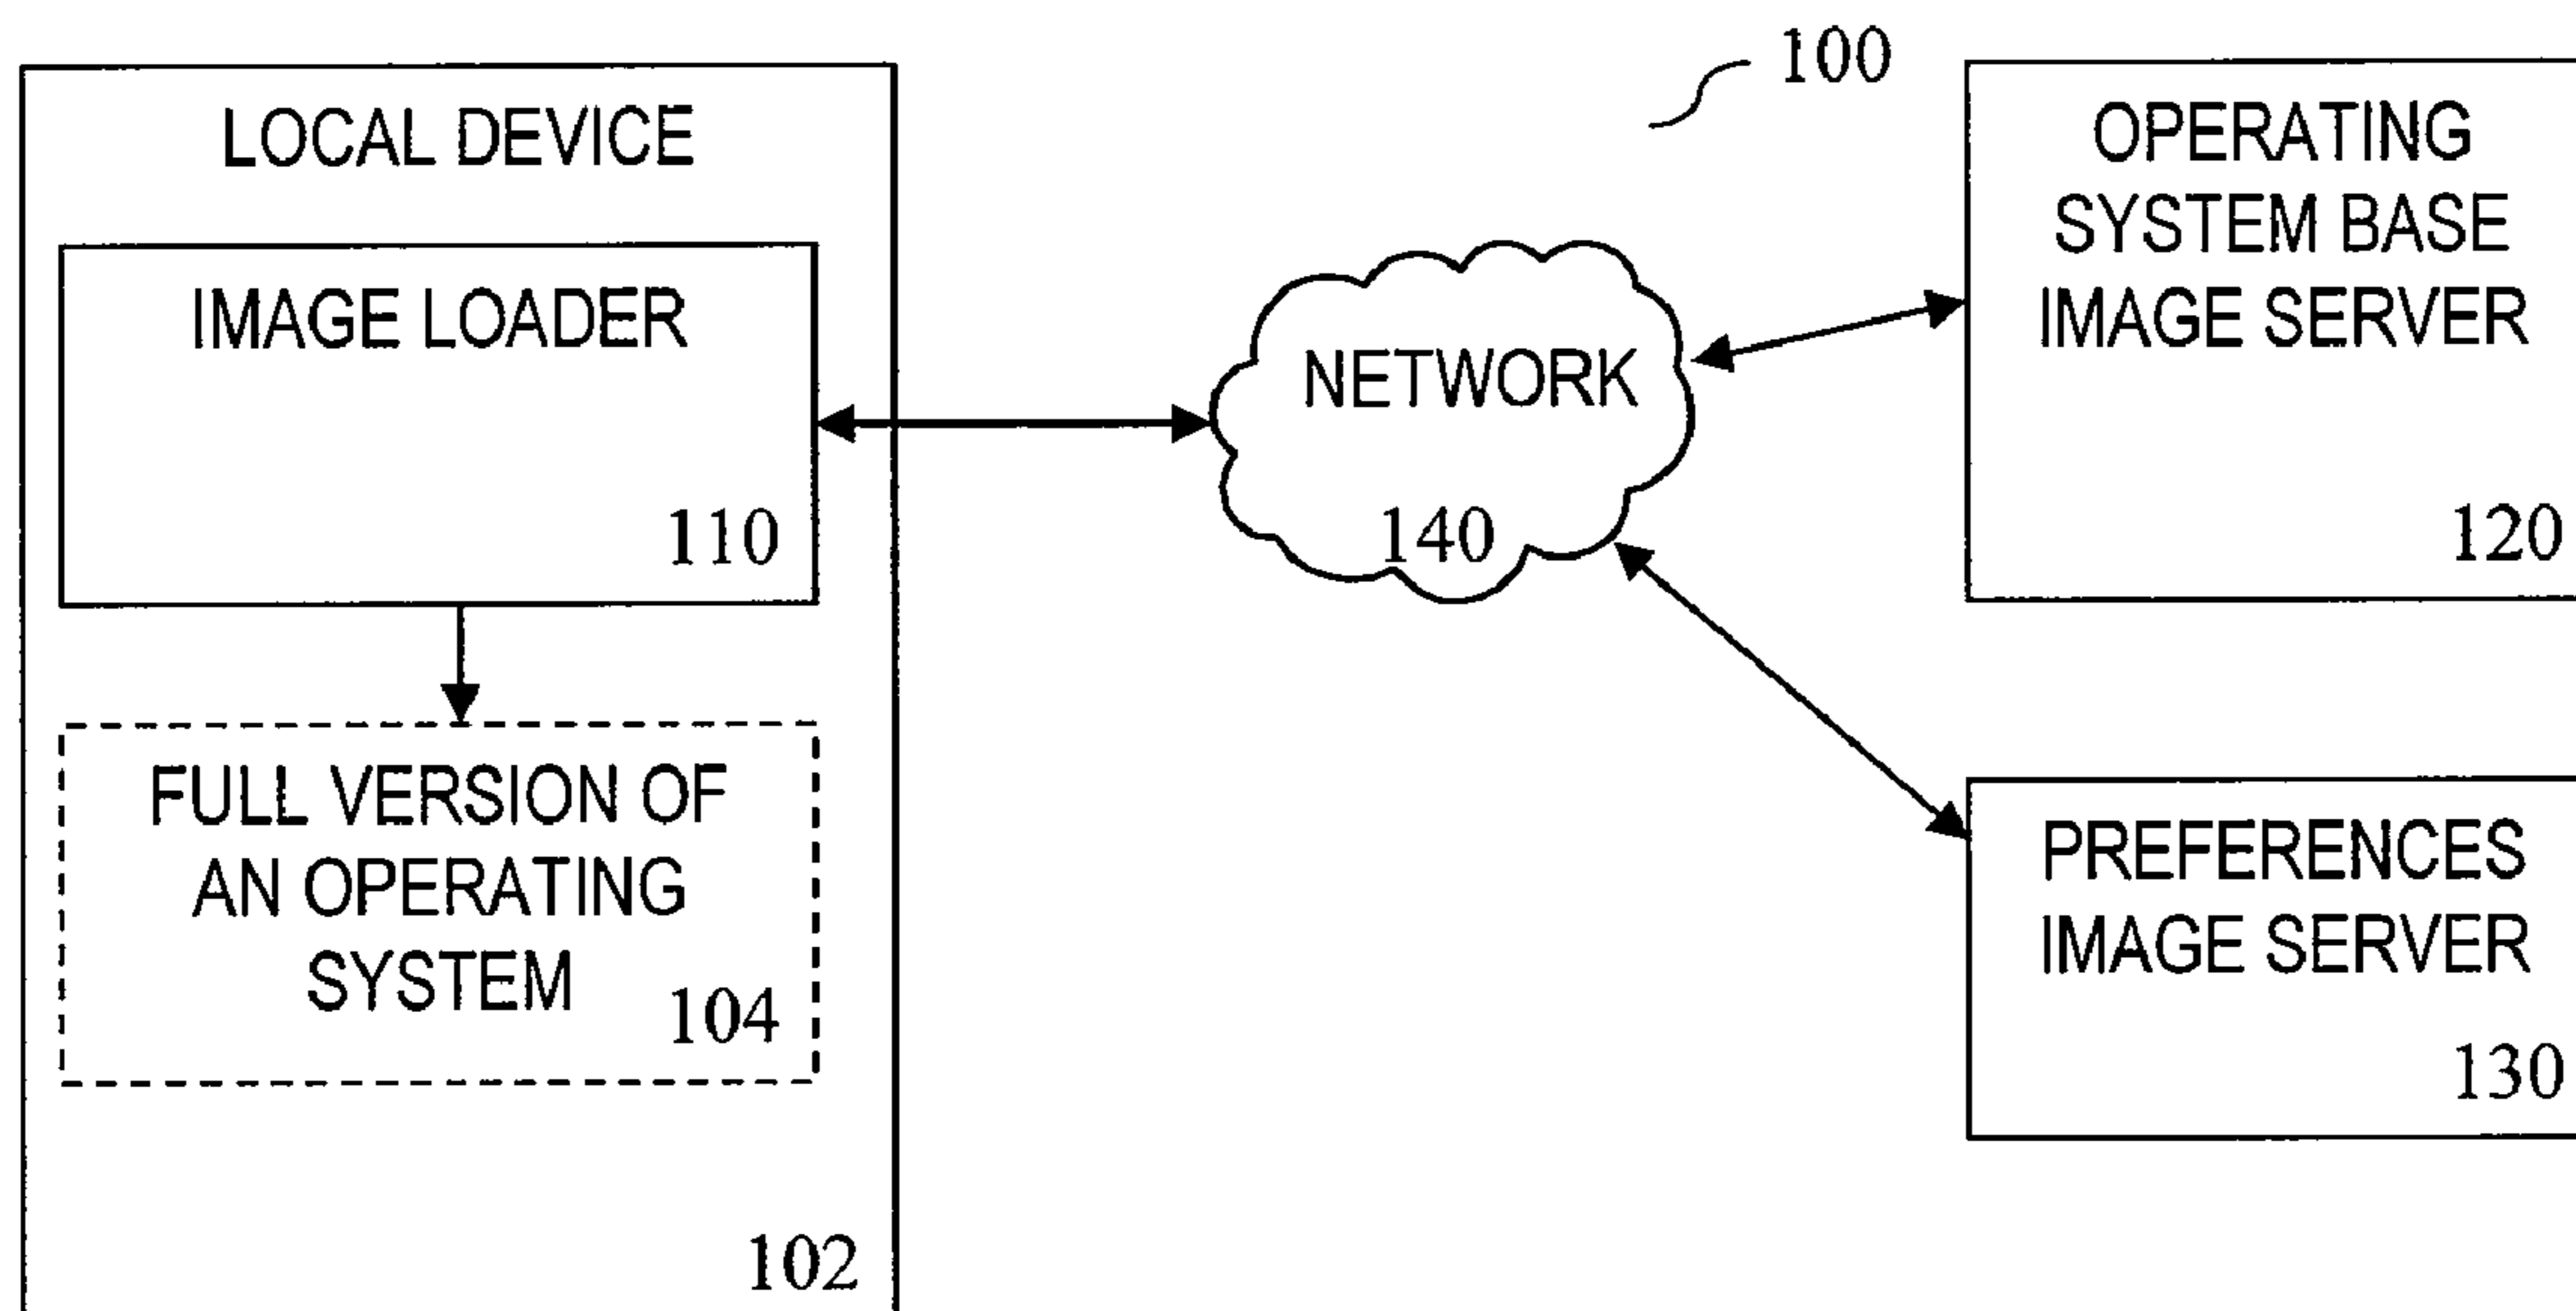 100
LOCAL DEVICE
IMAGE LOADER
110
FULL VERSION OF
AN OPERATING
SYSTEM
104
102
NETWORK
140
OPERATING
SYSTEM BASE
IMAGE SERVER
120
PREFERENCES
IMAGE SERVER
130